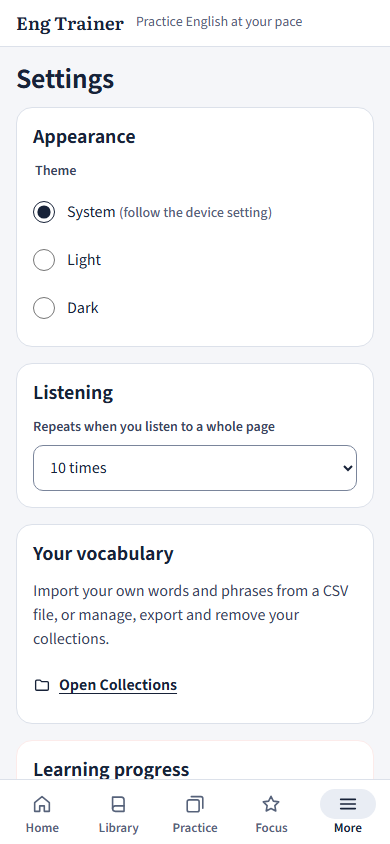 Eng Trainer Practice English at your pace
Settings
Appearance
Theme
System (follow the device setting)
Light
Dark
Listening
Repeats when you listen to a whole page
10 times
Your vocabulary
Import your own words and phrases from a CSV
file, or manage, export and remove your
collections.
Open Collections
Learning progress
Home Library Practice Focus More